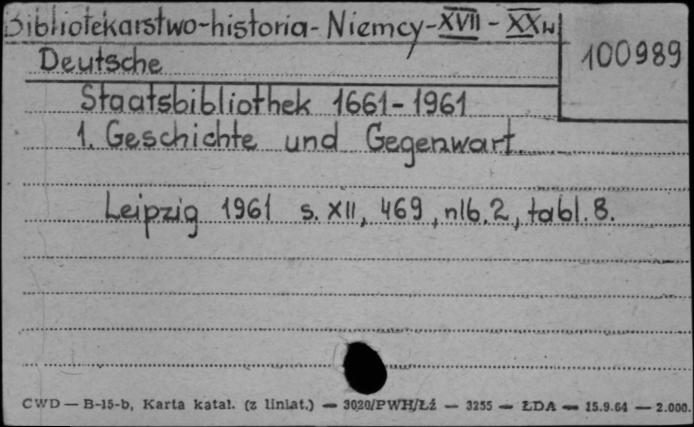 Bibliotekarstwo-historia-Niemcy-XVII-XXw
100989
Deutsche
Staatsbibliothek 1661-1961
1. Geschichte und Gegenwart
Leipzig 1961 s. XII, 469, nlb. 2, tabl. 8.
CWD — B-15-b, Karta katal. (z liniat.) — 3020/PWH/Łź — 3255 — ŁDA — 15.9.64 — 2.000.